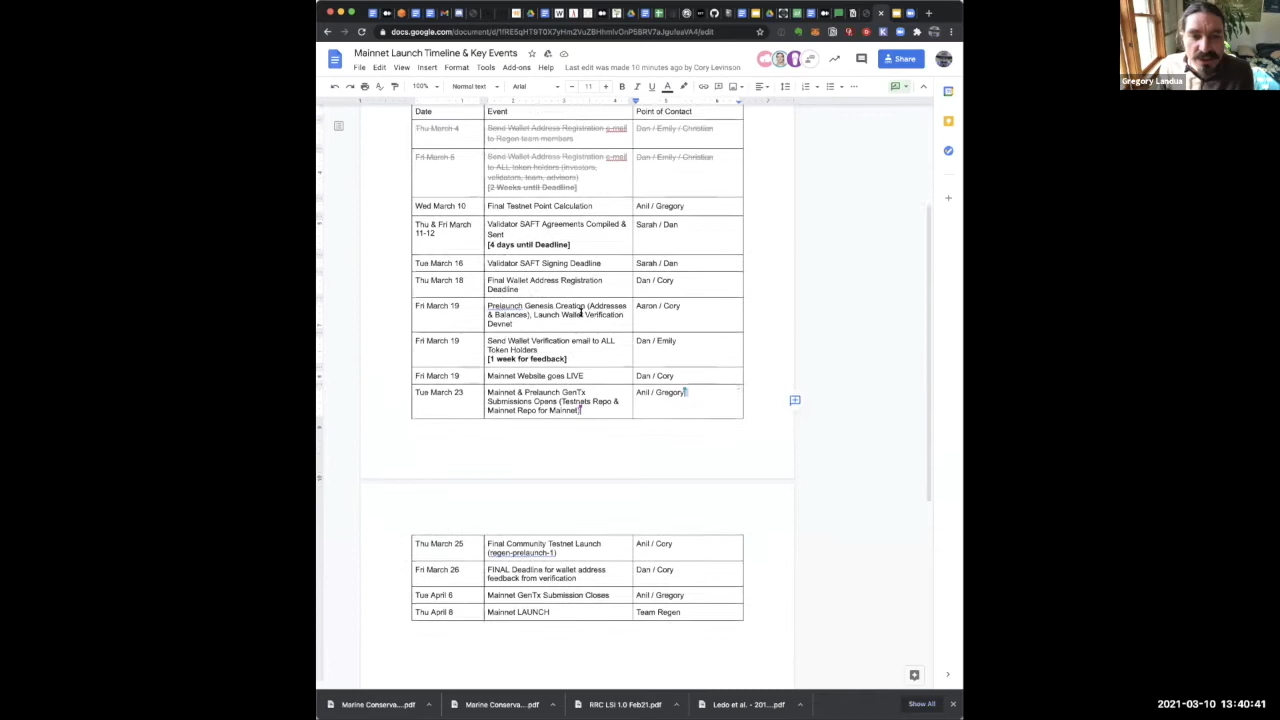 docs.google.com/document/d/
Mainnet Launch Timeline & Key Events
File Edit View Insert Format Tools Add-ons Help Last edit was made 10 minutes ago by Cory Levinson
Share
100% Normal text Arial 11
Gregory Landua
Date Event Point of Contact
Thu March 4 Send Wallet Address Registration e-mail Dan / Emily / Christian
to Regen team members
Fri March 5 Send Wallet Address Registration e-mail Dan / Emily / Christian
to ALL token holders (investors,
validators, team, advisors)
[2 Weeks until Deadline]
Wed March 10 Final Testnet Point Calculation Anil / Gregory
Thu & Fri March Validator SAFT Agreements Compiled & Sarah / Dan
11-12 Sent
[4 days until Deadline]
Tue March 16 Validator SAFT Signing Deadline Sarah / Dan
Thu March 18 Final Wallet Address Registration Dan / Cory
Deadline
Fri March 19 Prelaunch Genesis Creation (Addresses Aaron / Cory
& Balances), Launch Wallet Verification
Devnet
Fri March 19 Send Wallet Verification email to ALL Dan / Emily
Token Holders
[1 week for feedback]
Fri March 19 Mainnet Website goes LIVE Dan / Cory
Tue March 23 Mainnet & Prelaunch GenTx Anil / Gregory
Submissions Opens (Testnets Repo &
Mainnet Repo for Mainnet)
Thu March 25 Final Community Testnet Launch Anil / Cory
(regen-prelaunch-1)
Fri March 26 FINAL Deadline for wallet address Dan / Cory
feedback from verification
Tue April 6 Mainnet GenTx Submission Closes Anil / Gregory
Thu April 8 Mainnet LAUNCH Team Regen
Marine Conserva....pdf Marine Conserva....pdf RRC LSI 1.0 Feb21.pdf Ledo et al. - 201....pdf Show All
2021-03-10 13:40:41